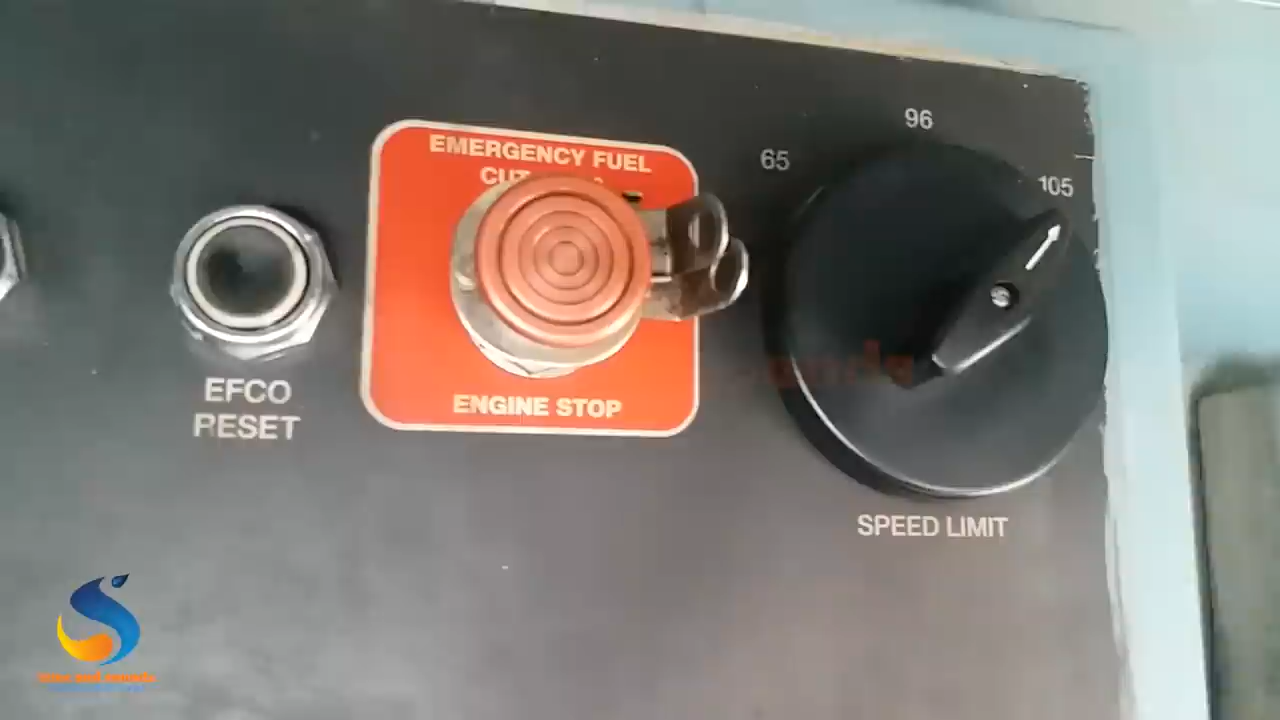 EMERGENCY FUEL
65
96
105
EFCO
RESET
ENGINE STOP
SPEED LIMIT